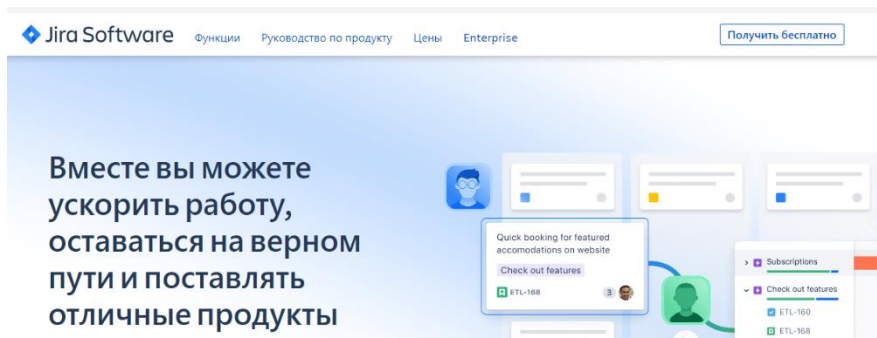 Jira Software
Функции
Руководство по продукту
Цены
Enterprise
Получить бесплатно
Вместе вы можете
ускорить работу,
оставаться на верном
пути и поставлять
отличные продукты
Quick booking for featured
accomodations on website
Check out features
ETL-168
3
Subscriptions
Check out features
ETL-160
ETL-168